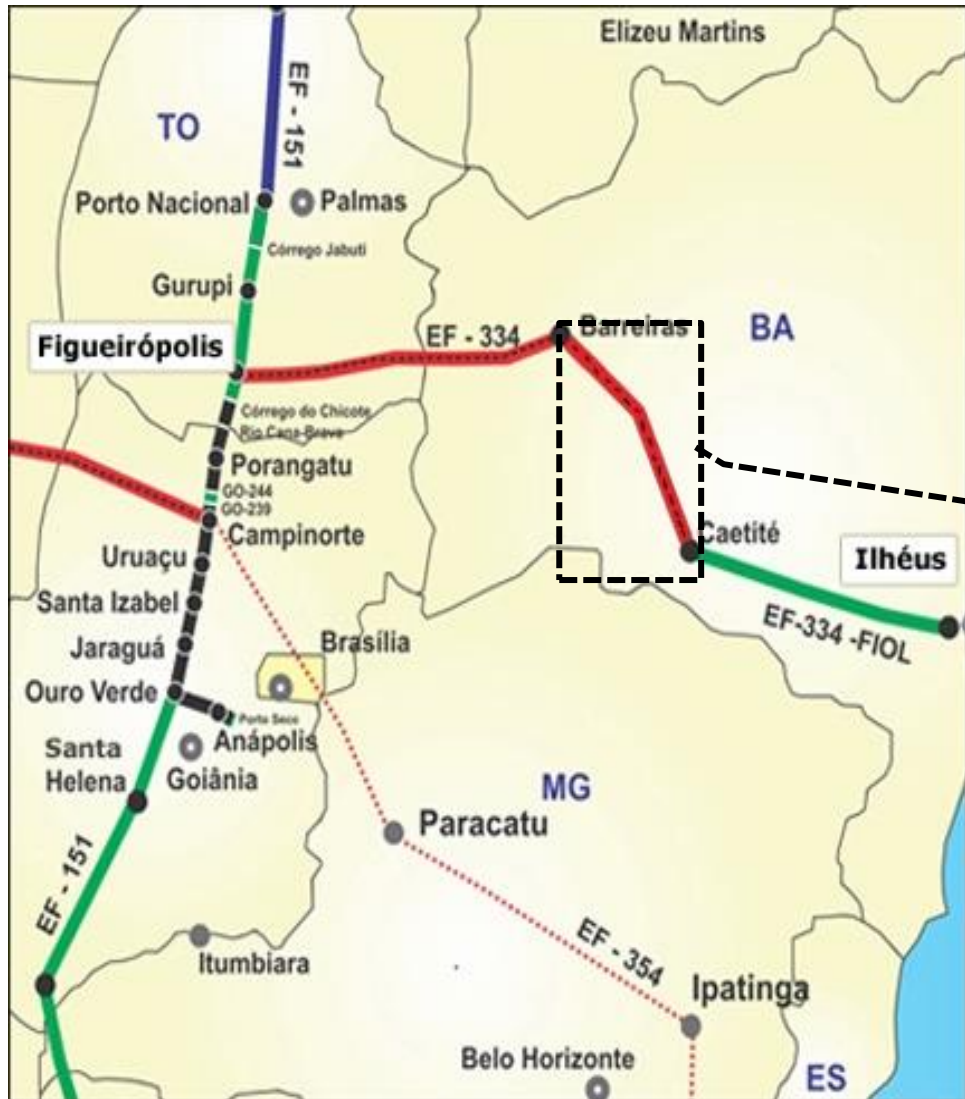 Elizeu Martins
EF - 151
TO
Porto Nacional
Palmas
Córrego Jabuti
Gurupi
EF - 334
Barreiras
BA
Figueirópolis
Córrego do Chicote
Rio Cana-Brava
Porangatu
GO-244
GO-239
Campinorte
Caetité
Ilhéus
Uruaçu
Santa Izabel
EF-334 -FIOL
Jaraguá
Brasília
Ouro Verde
Porto Seco
Anápolis
Santa
Helena
Goiânia
MG
Paracatu
EF - 151
Itumbiara
EF - 354
Ipatinga
Belo Horizonte
ES